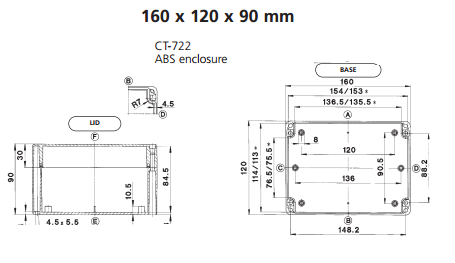 160 x 120 x 90 mm
CT-722
ABS enclosure
B
R7
4.5
D
LID
F
30
90
10.5
84.5
4.5 ± 5.5
E
BASE
160
154/153 *
136.5/135.5 *
A
8
120
120
114/113 *
76.5/75.5 *
C
136
90.5
D
88.2
B
148.2